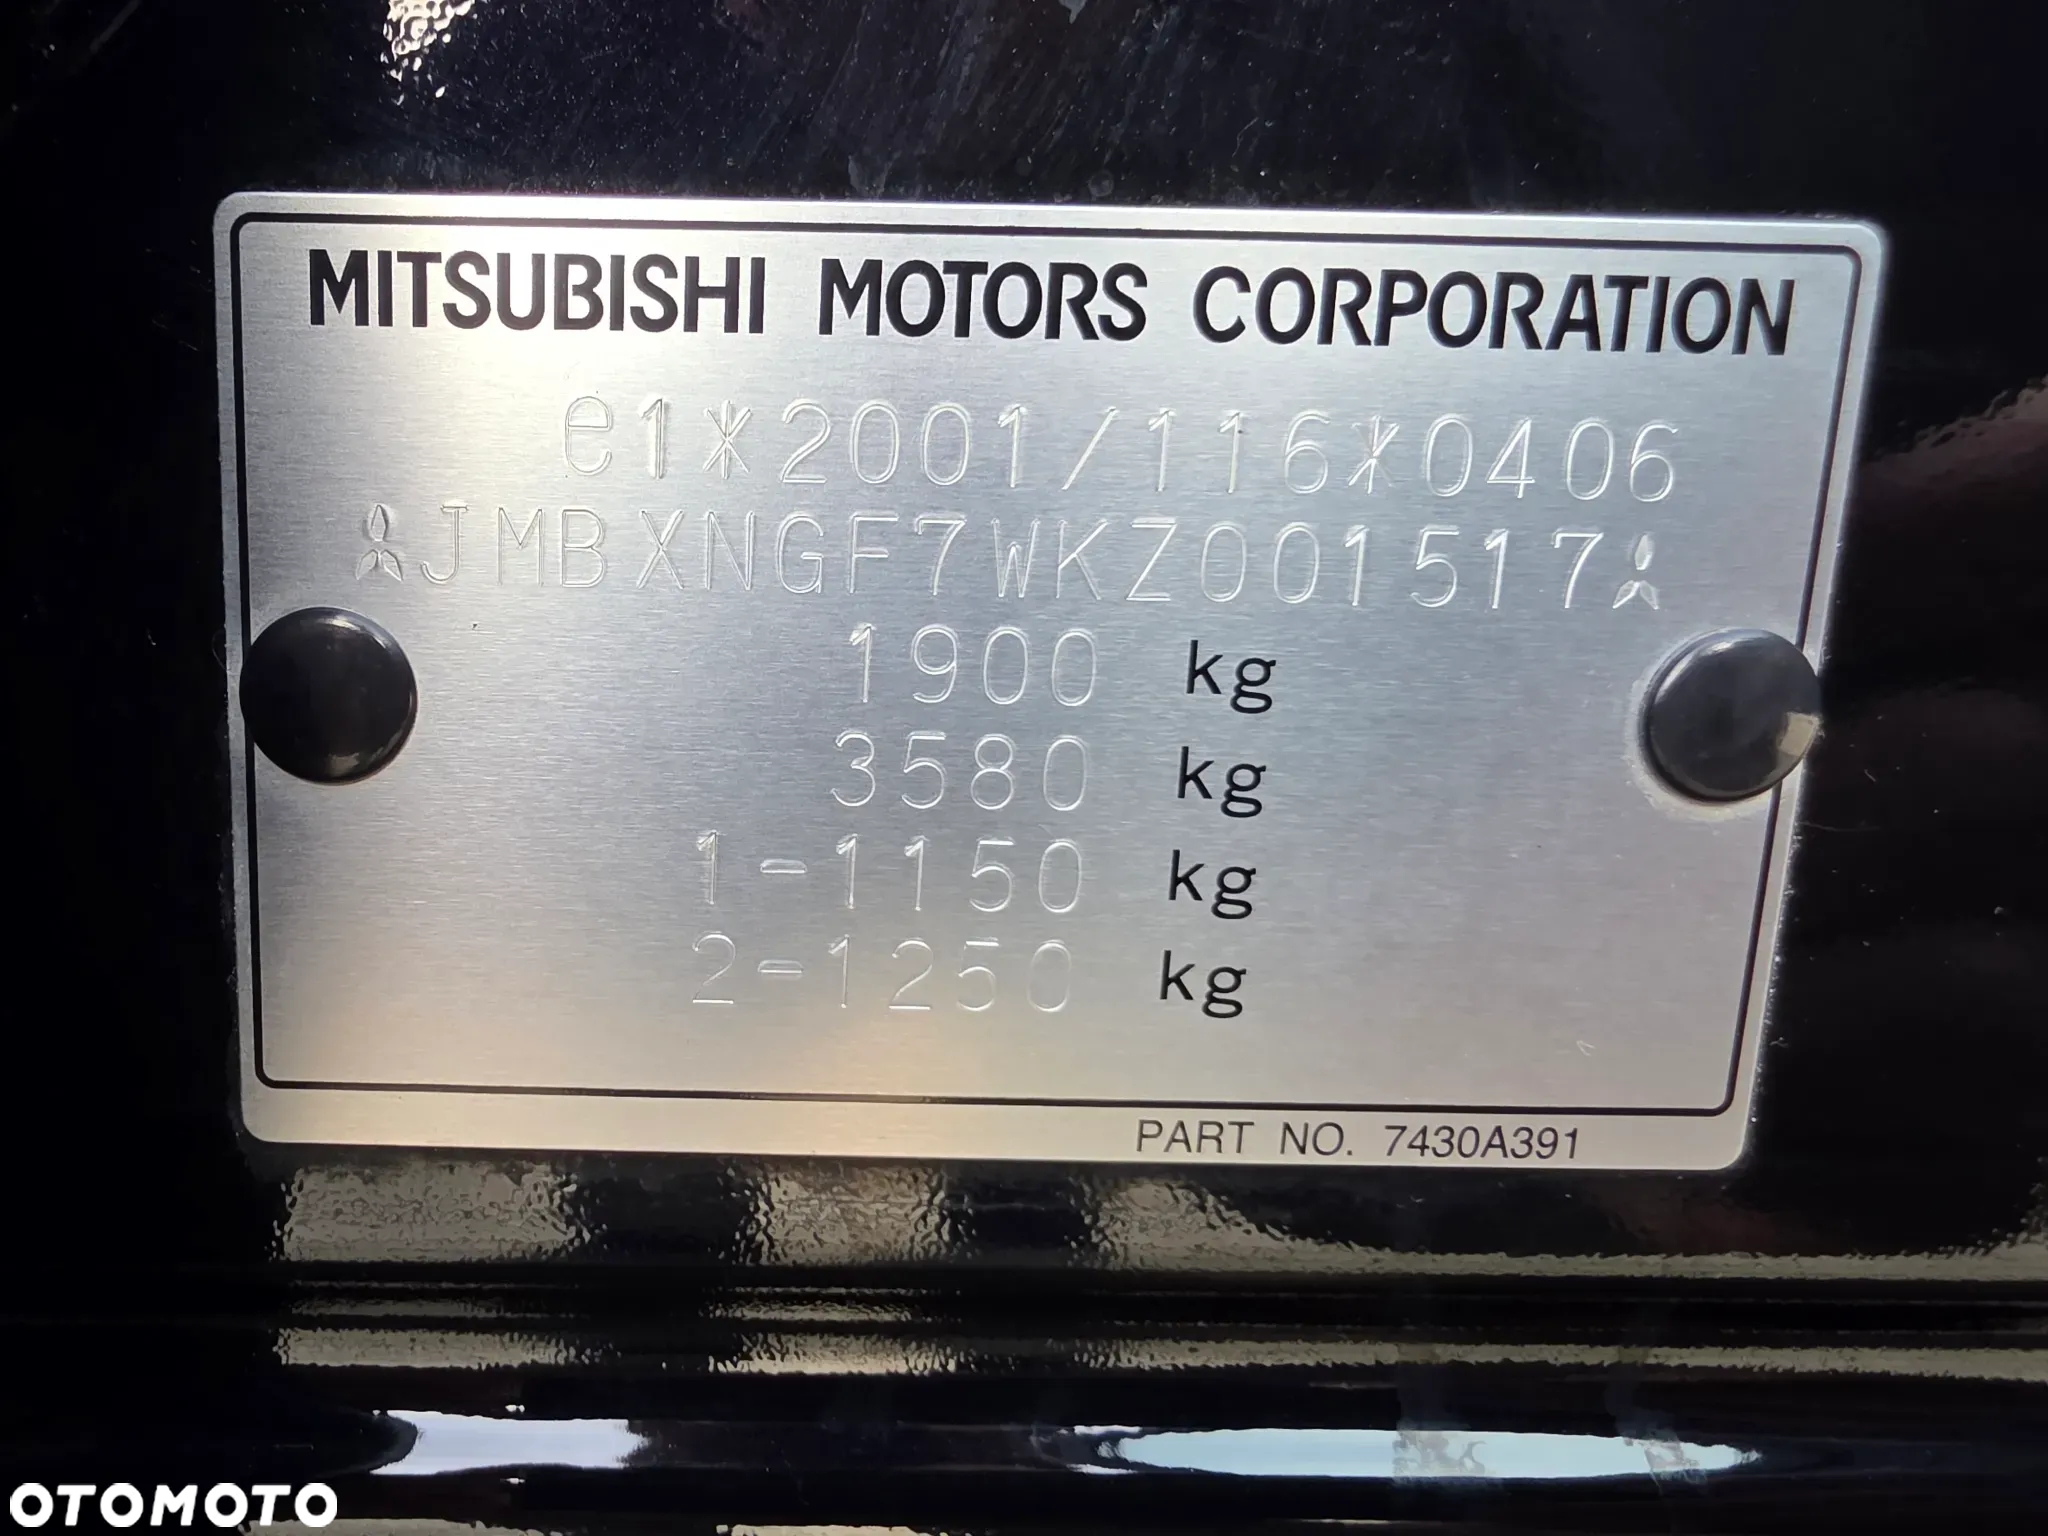 MITSUBISHI MOTORS CORPORATION
e1*2001/116*0406
JMBXNGF7WKZ001517
1900 kg
3580 kg
1-1150 kg
2-1250 kg
PART NO. 7430A391
OTOMOTO